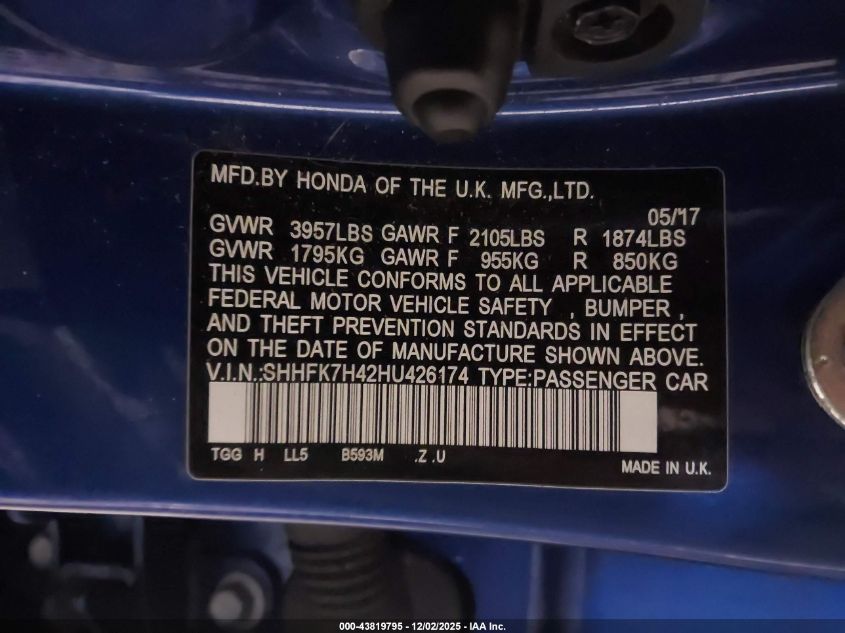 MFD.BY HONDA OF THE U.K. MFG.,LTD.
05/17
GVWR 3957LBS GAWR F 2105LBS R 1874LBS
GVWR 1795KG GAWR F 955KG R 850KG
THIS VEHICLE CONFORMS TO ALL APPLICABLE
FEDERAL MOTOR VEHICLE SAFETY , BUMPER ,
AND THEFT PREVENTION STANDARDS IN EFFECT
ON THE DATE OF MANUFACTURE SHOWN ABOVE.
V.I.N.:SHHFK7H42HU426174 TYPE:PASSENGER CAR
TGG H LL5 B593M .Z .U
MADE IN U.K.
000-43819795 - 12/02/2025 - IAA Inc.